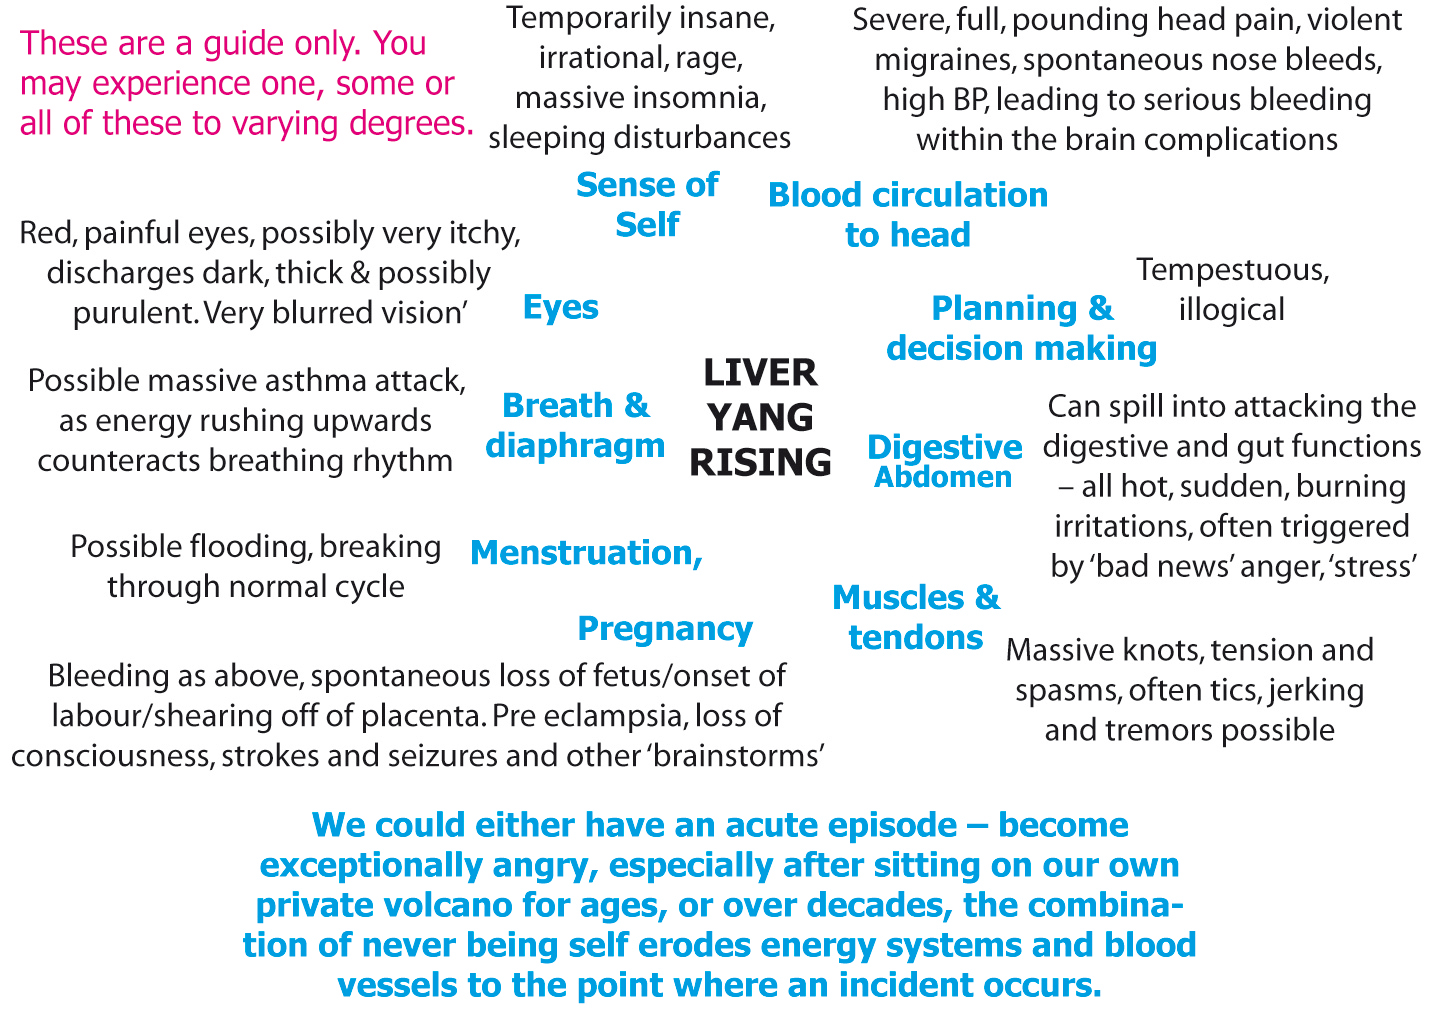 These are a guide only. You
may experience one, some or
all of these to varying degrees.
Temporarily insane,
irrational, rage,
massive insomnia,
sleeping disturbances
Severe, full, pounding head pain, violent
migraines, spontaneous nose bleeds,
high BP, leading to serious bleeding
within the brain complications
Sense of
Self
Blood circulation
to head
Red, painful eyes, possibly very itchy,
discharges dark, thick & possibly
purulent. Very blurred vision’
Eyes
Planning &
decision making
Tempestuous,
illogical
Possible massive asthma attack,
as energy rushing upwards
counteracts breathing rhythm
Breath &
diaphragm
LIVER
YANG
RISING
Digestive
Abdomen
Can spill into attacking the
digestive and gut functions
– all hot, sudden, burning
irritations, often triggered
by ‘bad news’ anger, ‘stress’
Possible flooding, breaking
through normal cycle
Menstruation,
Pregnancy
Muscles &
tendons
Bleeding as above, spontaneous loss of fetus/onset of
labour/shearing off of placenta. Pre eclampsia, loss of
consciousness, strokes and seizures and other ‘brainstorms’
Massive knots, tension and
spasms, often tics, jerking
and tremors possible
We could either have an acute episode – become
exceptionally angry, especially after sitting on our own
private volcano for ages, or over decades, the combina-
tion of never being self erodes energy systems and blood
vessels to the point where an incident occurs.